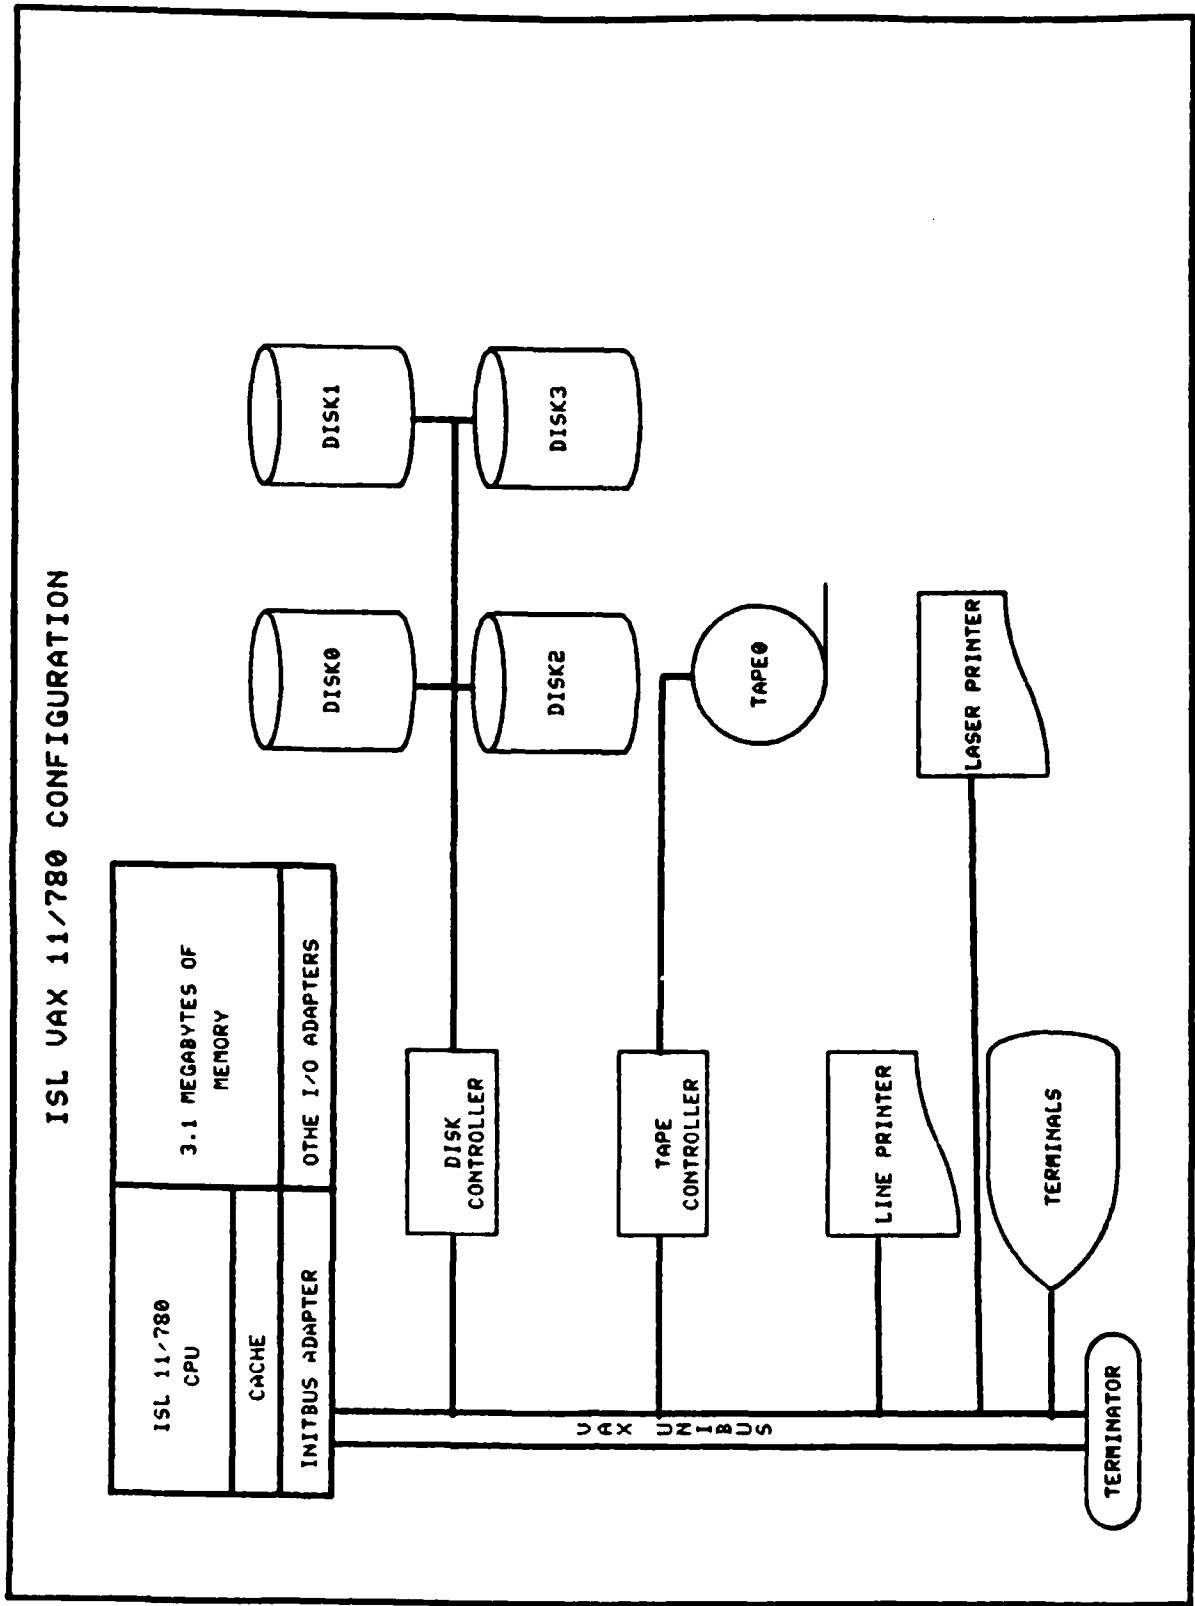 ISL VAX 11/780 CONFIGURATION
ISL 11/780
CPU
CACHE
INITBUS ADAPTER
3.1 MEGABYTES OF
MEMORY
OTHE I/O ADAPTERS
DISK
CONTROLLER
DISK0
DISK1
DISK2
DISK3
TAPE
CONTROLLER
TAPE0
VAX UNIBUS
LINE PRINTER
LASER PRINTER
TERMINALS
TERMINATOR